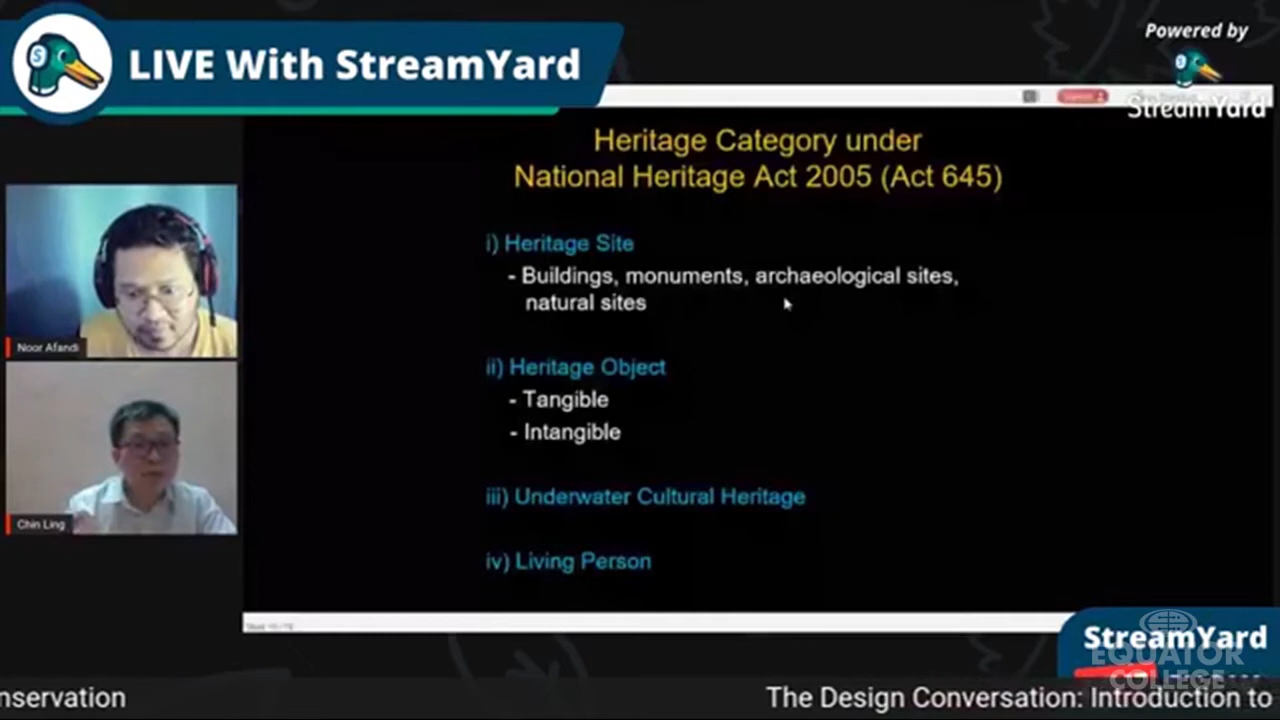 LIVE With StreamYard
Powered by
StreamYard
Heritage Category under
National Heritage Act 2005 (Act 645)
i) Heritage Site
- Buildings, monuments, archaeological sites,
natural sites
ii) Heritage Object
- Tangible
- Intangible
iii) Underwater Cultural Heritage
iv) Living Person
Noor Afandi
Chin Ling
StreamYard
EQUATOR
COLLEGE
nservation
The Design Conversation: Introduction to